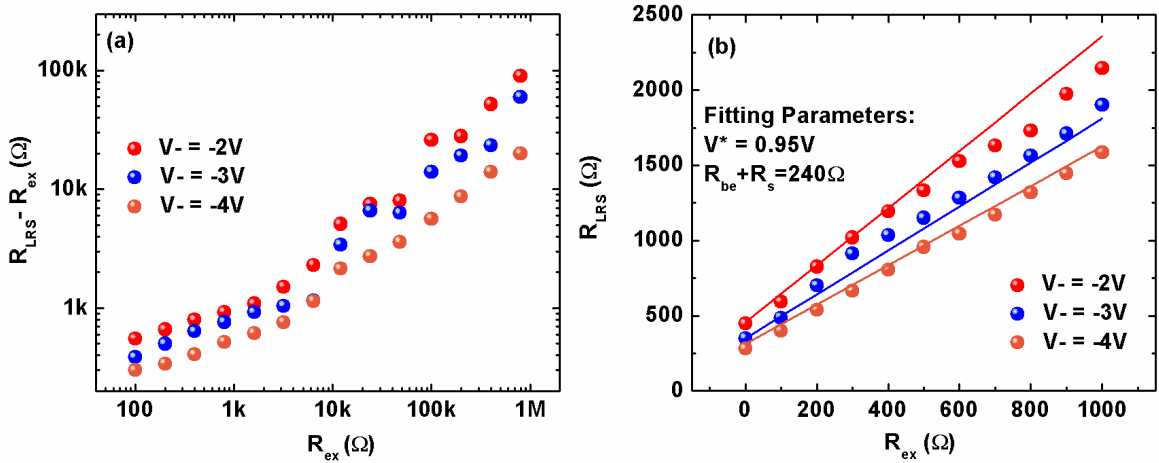 (a)
100k
10k
1k
R_LRS - R_ex (Ω)
V- = -2V
V- = -3V
V- = -4V
100 1k 10k 100k 1M
R_ex (Ω)
(b)
2500
2000
1500
1000
500
0
R_LRS (Ω)
Fitting Parameters:
V* = 0.95V
R_be+R_s=240Ω
V- = -2V
V- = -3V
V- = -4V
0 200 400 600 800 1000
R_ex (Ω)